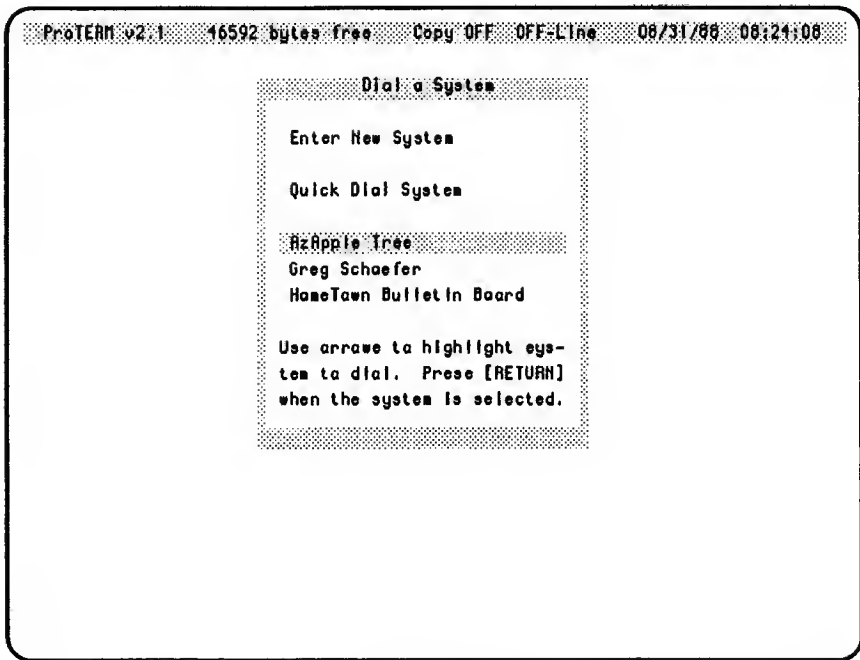 ProTERM v2.1 46592 bytes free Copy OFF OFF-Line 08/31/88 08:24:08
Dial a System
Enter New System
Quick Dial System
AzApple Tree
Greg Schaefer
HomeTown Bulletin Board
Use arrows to highlight sys-
tem to dial. Press [RETURN]
when the system is selected.